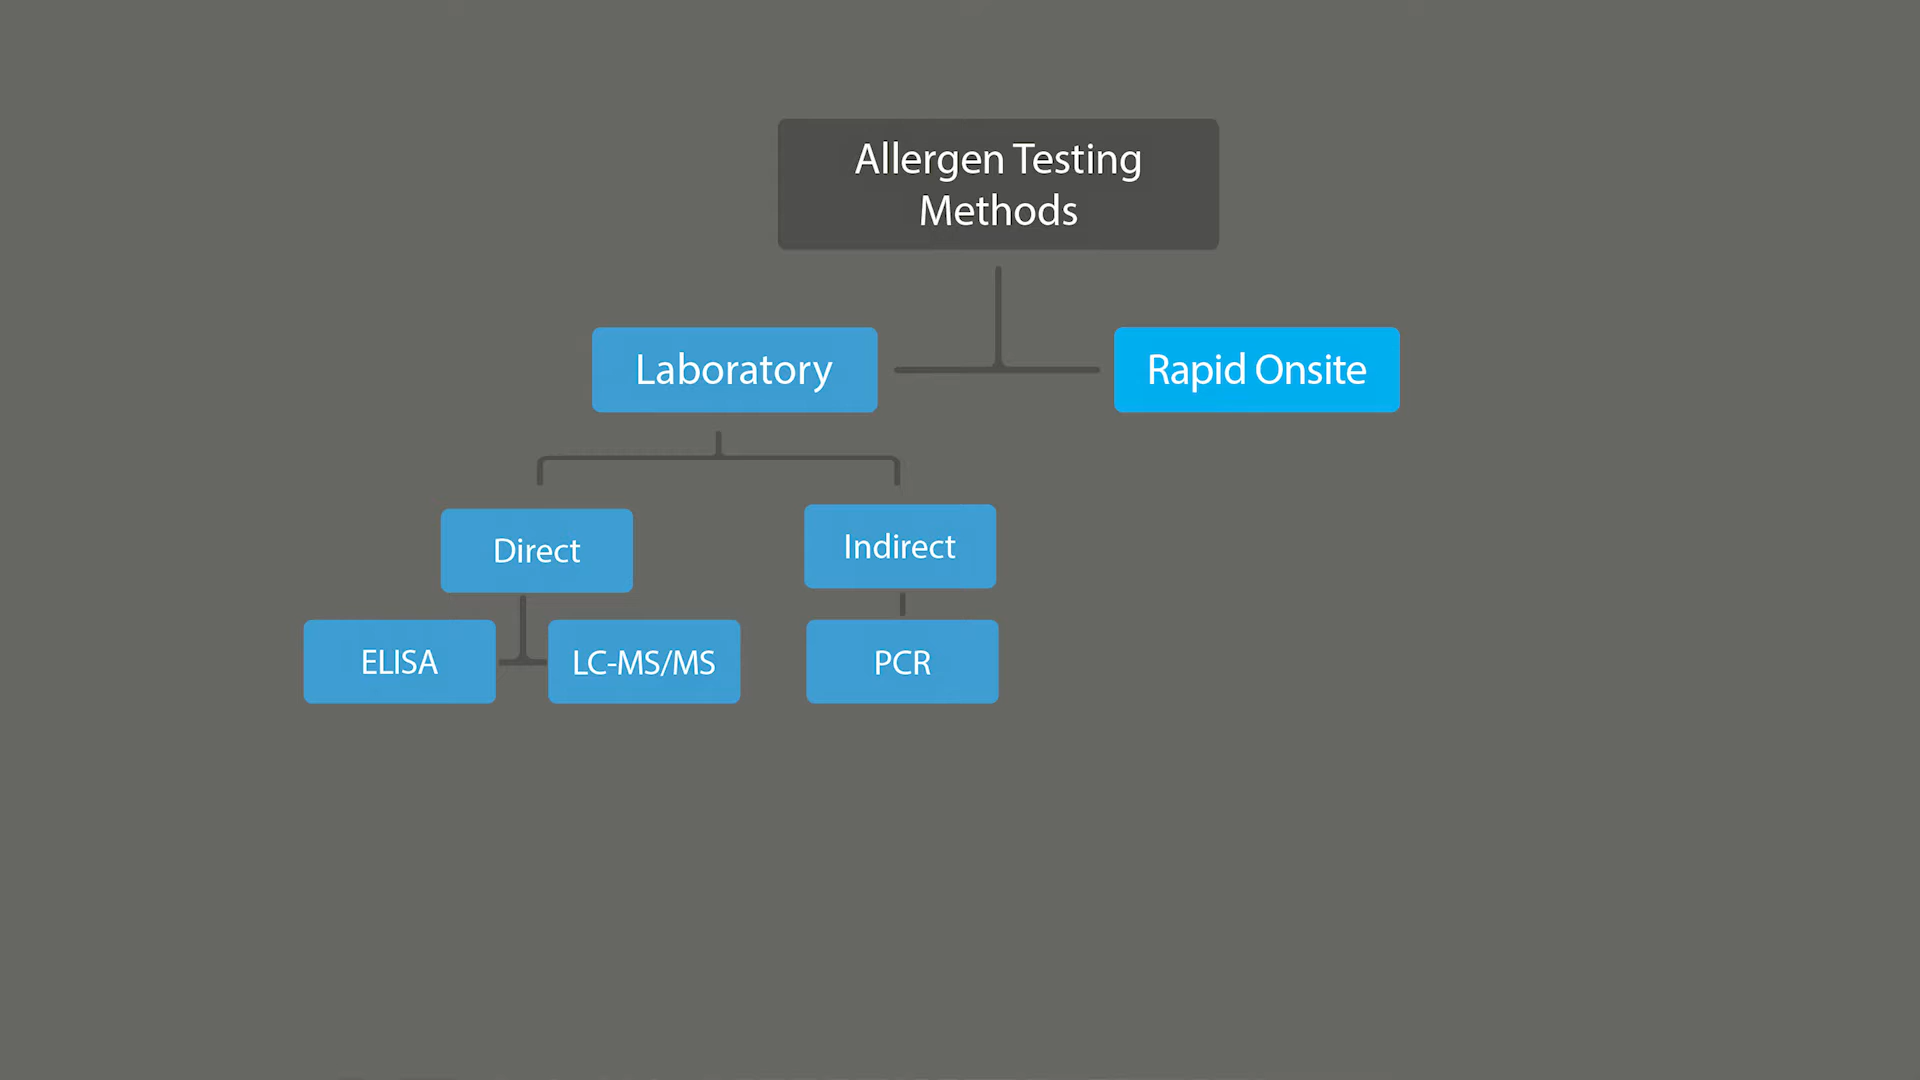 Allergen Testing
Methods
Laboratory
Rapid Onsite
Direct
Indirect
ELISA
LC-MS/MS
PCR